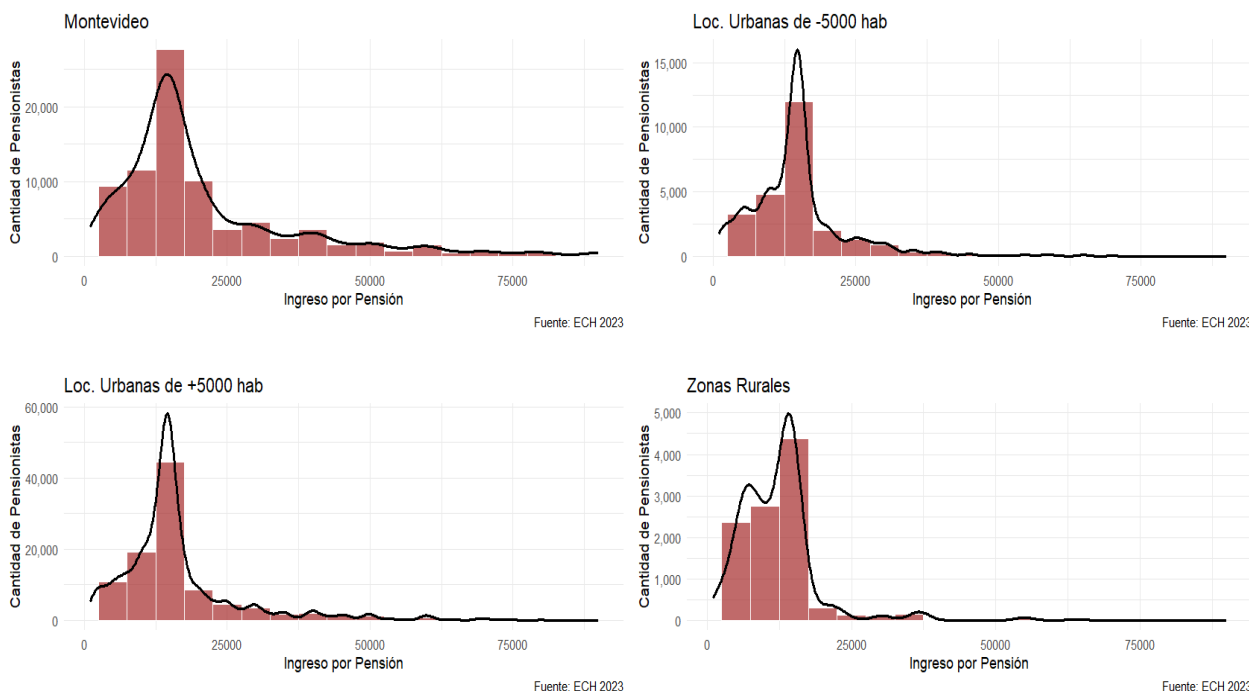 Montevideo
Cantidad de Pensionistas
20,000
10,000
0
0 25000 50000 75000
Ingreso por Pensión
Fuente: ECH 2023
Loc. Urbanas de -5000 hab
Cantidad de Pensionistas
15,000
10,000
5,000
0
0 25000 50000 75000
Ingreso por Pensión
Fuente: ECH 2023
Loc. Urbanas de +5000 hab
Cantidad de Pensionistas
60,000
40,000
20,000
0
0 25000 50000 75000
Ingreso por Pensión
Fuente: ECH 2023
Zonas Rurales
Cantidad de Pensionistas
5,000
4,000
3,000
2,000
1,000
0
0 25000 50000 75000
Ingreso por Pensión
Fuente: ECH 2023